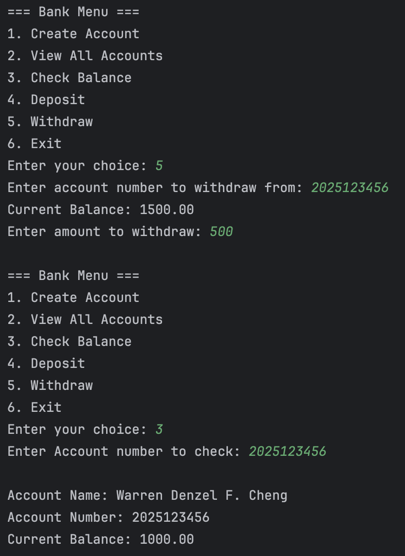 === Bank Menu ===
1. Create Account
2. View All Accounts
3. Check Balance
4. Deposit
5. Withdraw
6. Exit
Enter your choice: 5
Enter account number to withdraw from: 2025123456
Current Balance: 1500.00
Enter amount to withdraw: 500

=== Bank Menu ===
1. Create Account
2. View All Accounts
3. Check Balance
4. Deposit
5. Withdraw
6. Exit
Enter your choice: 3
Enter Account number to check: 2025123456

Account Name: Warren Denzel F. Cheng
Account Number: 2025123456
Current Balance: 1000.00